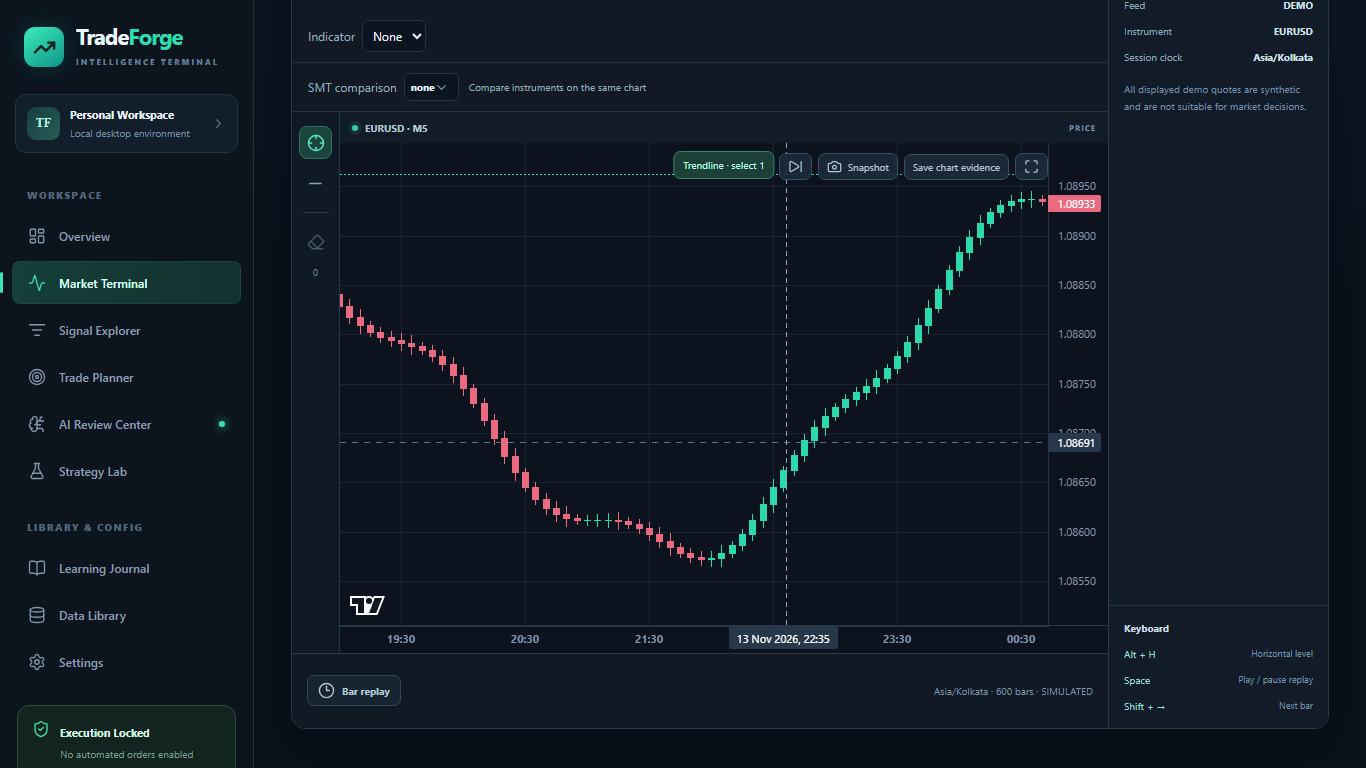 TradeForge
INTELLIGENCE TERMINAL
TF
Personal Workspace
Local desktop environment
WORKSPACE
Overview
Market Terminal
Signal Explorer
Trade Planner
AI Review Center
Strategy Lab
LIBRARY & CONFIG
Learning Journal
Data Library
Settings
Execution Locked
No automated orders enabled
Indicator
None
SMT comparison
none
Compare instruments on the same chart
EURUSD · M5
PRICE
Trendline · select 1
Snapshot
Save chart evidence
0
1.08950
1.08933
1.08900
1.08850
1.08800
1.08750
1.08700
1.08691
1.08650
1.08600
1.08550
19:30
20:30
21:30
13 Nov 2026, 22:35
23:30
00:30
Bar replay
Asia/Kolkata · 600 bars · SIMULATED
Feed
DEMO
Instrument
EURUSD
Session clock
Asia/Kolkata
All displayed demo quotes are synthetic
and are not suitable for market decisions.
Keyboard
Alt + H
Horizontal level
Space
Play / pause replay
Shift + →
Next bar